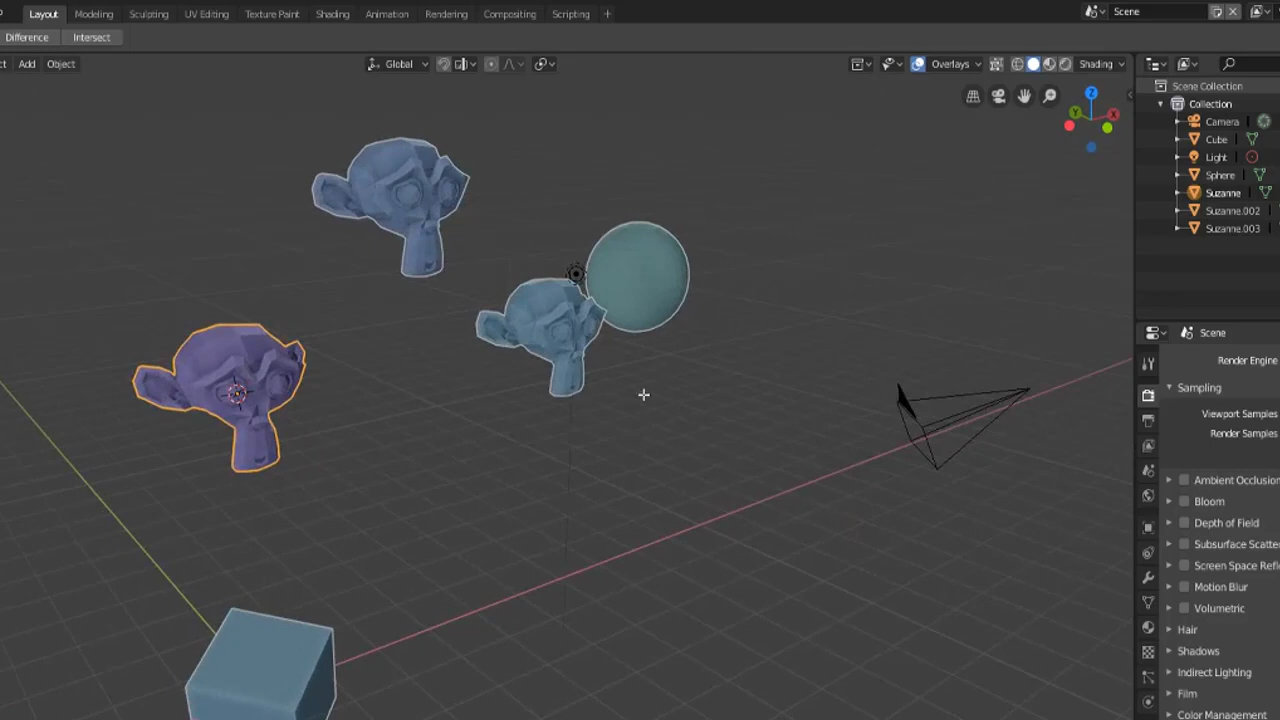 Layout Modeling Sculpting UV Editing Texture Paint Shading Animation Rendering Compositing Scripting + Scene
Difference Intersect
ct Add Object Global Overlays Shading
Z
Y X
Scene Collection
Collection
Camera
Cube
Light
Sphere
Suzanne
Suzanne.002
Suzanne.003
Scene
Render Engine
Sampling
Viewport Samples
Render Samples
Ambient Occlusion
Bloom
Depth of Field
Subsurface Scatte
Screen Space Refl
Motion Blur
Volumetric
Hair
Shadows
Indirect Lighting
Film
Color Management